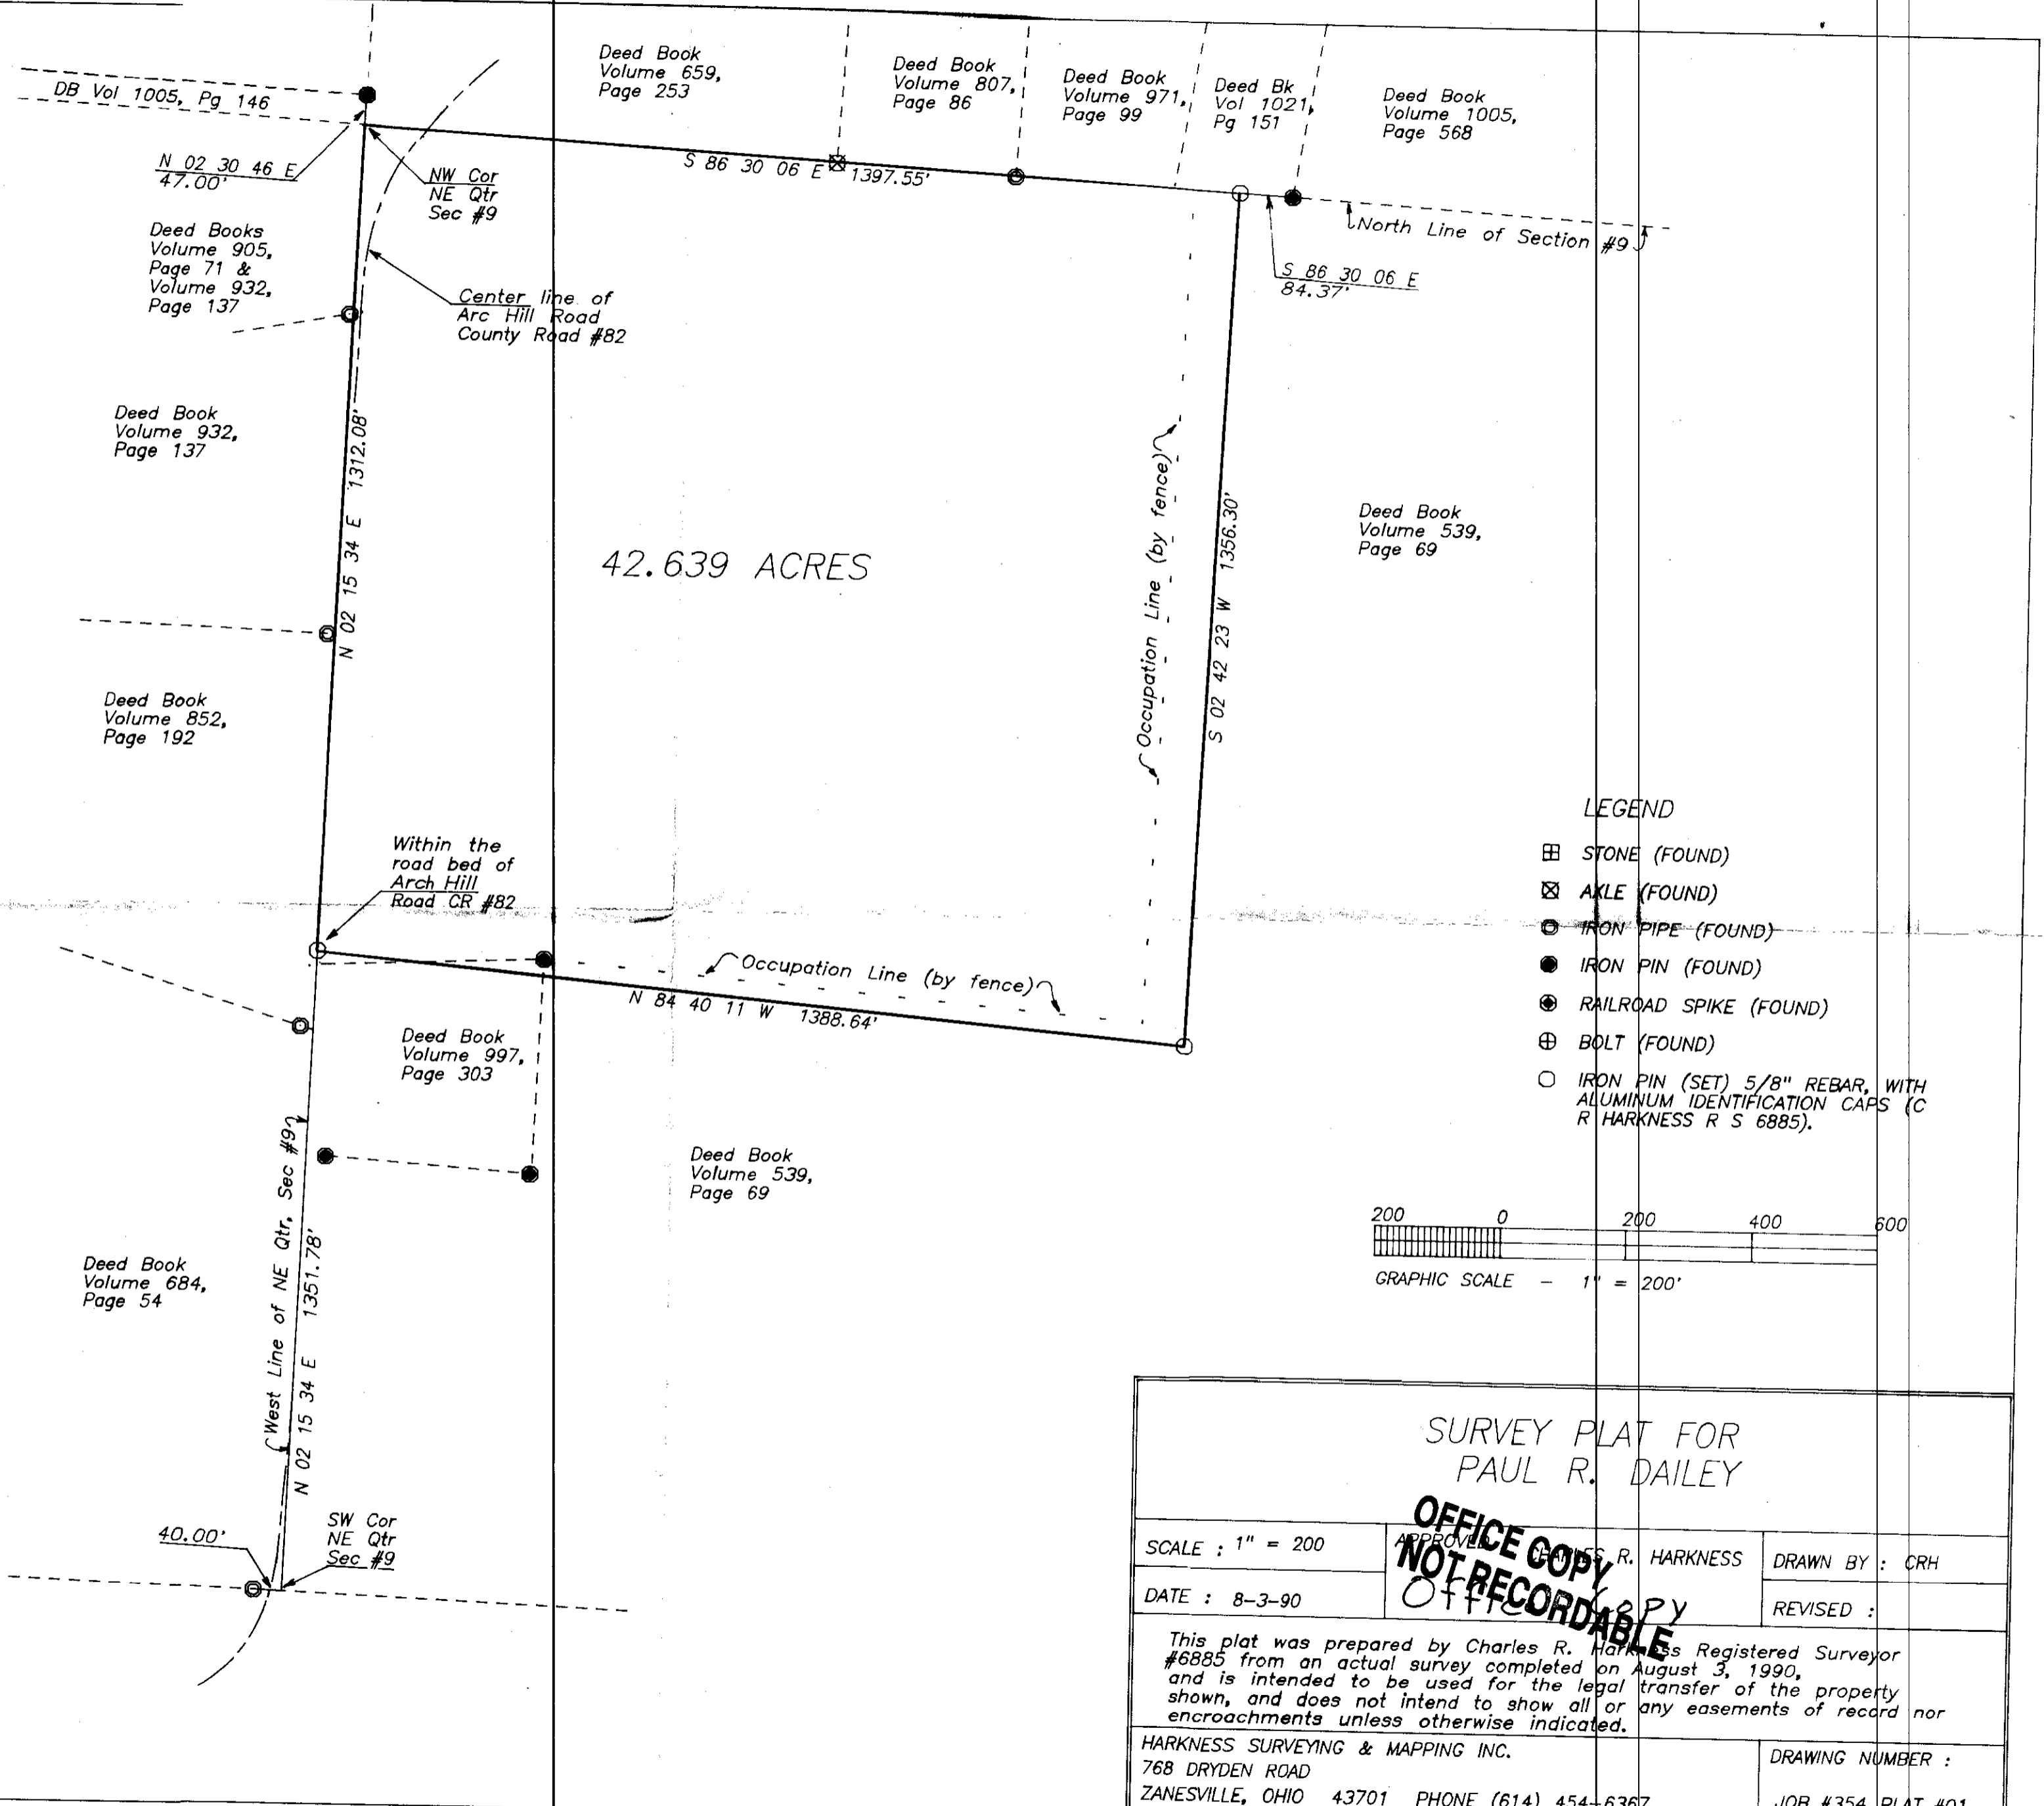 DB Vol 1005, Pg 146
Deed Book
Volume 659,
Page 253
Deed Book
Volume 807,
Page 86
Deed Book
Volume 971,
Page 99
Deed Bk
Vol 1021,
Pg 151
Deed Book
Volume 1005,
Page 568
N 02 30 46 E
47.00'
NW Cor
NE Qtr
Sec #9
S 86 30 06 E 1397.55'
North Line of Section #9
S 86 30 06 E
84.37'
Deed Books
Volume 905,
Page 71 &
Volume 932,
Page 137
Center line of
Arc Hill Road
County Road #82
Deed Book
Volume 932,
Page 137
N 02 15 34 E 1312.08'
42.639 ACRES
Occupation Line (by fence)
S 02 42 23 W 1356.30'
Deed Book
Volume 539,
Page 69
Deed Book
Volume 852,
Page 192
Within the
road bed of
Arch Hill
Road CR #82
Occupation Line (by fence)
N 84 40 11 W 1388.64'
Deed Book
Volume 997,
Page 303
Deed Book
Volume 539,
Page 69
Deed Book
Volume 684,
Page 54
West Line of NE Qtr, Sec #9
N 02 15 34 E 1351.78'
40.00'
SW Cor
NE Qtr
Sec #9
LEGEND
STONE (FOUND)
AXLE (FOUND)
IRON PIPE (FOUND)
IRON PIN (FOUND)
RAILROAD SPIKE (FOUND)
BOLT (FOUND)
IRON PIN (SET) 5/8" REBAR, WITH
ALUMINUM IDENTIFICATION CAPS (C
R HARKNESS R S 6885).
200 0 200 400 600
GRAPHIC SCALE - 1" = 200'
SURVEY PLAT FOR
PAUL R. DAILEY
SCALE : 1" = 200
APPROVED CHARLES R. HARKNESS
DRAWN BY : CRH
DATE : 8-3-90
OFFICE COPY
NOT RECORDABLE
Office Copy
REVISED :
This plat was prepared by Charles R. Harkness Registered Surveyor
#6885 from an actual survey completed on August 3, 1990,
and is intended to be used for the legal transfer of the property
shown, and does not intend to show all or any easements of record nor
encroachments unless otherwise indicated.
HARKNESS SURVEYING & MAPPING INC.
768 DRYDEN ROAD
ZANESVILLE, OHIO 43701 PHONE (614) 454-6367
DRAWING NUMBER :
JOB #354 PLAT #01